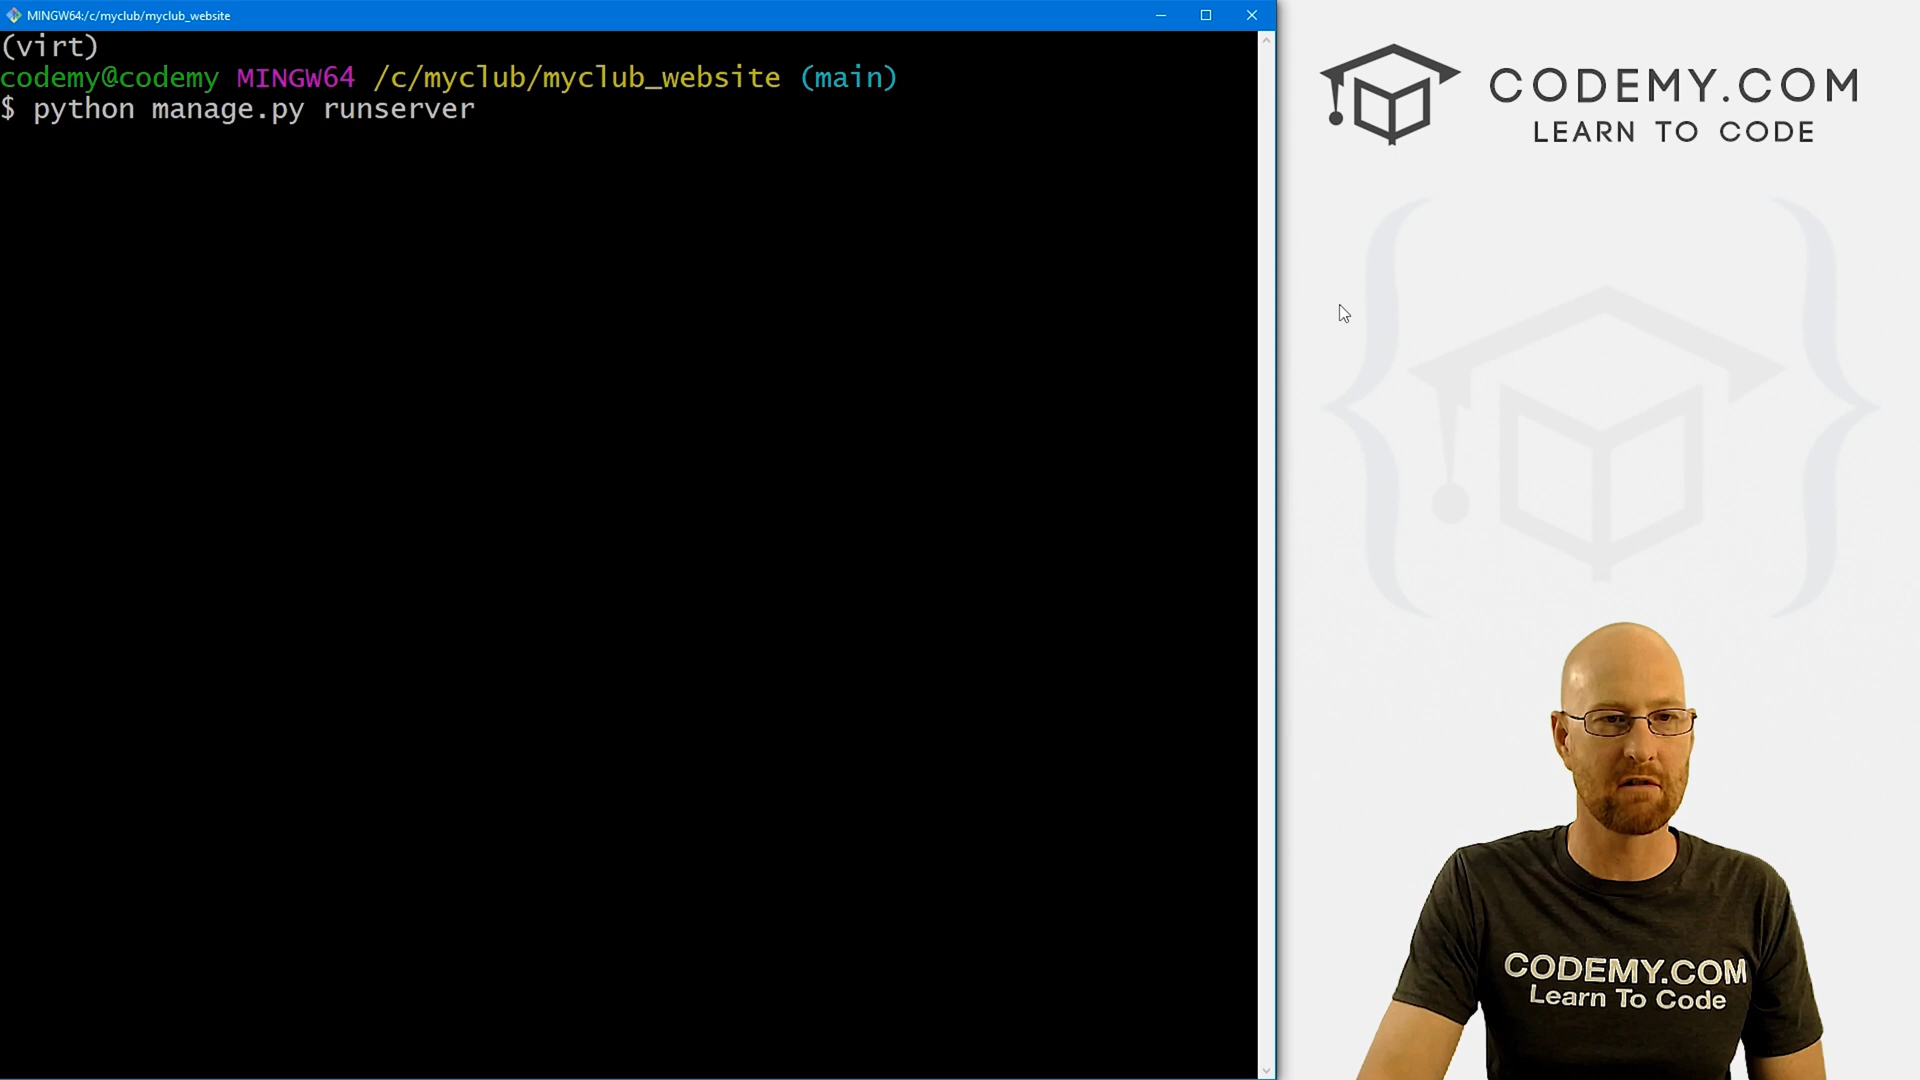 MINGW64:/c/myclub/myclub_website
(virt)
codemy@codemy MINGW64 /c/myclub/myclub_website (main)
$ python manage.py runserver
CODEMY.COM
LEARN TO CODE
CODEMY.COM
Learn To Code